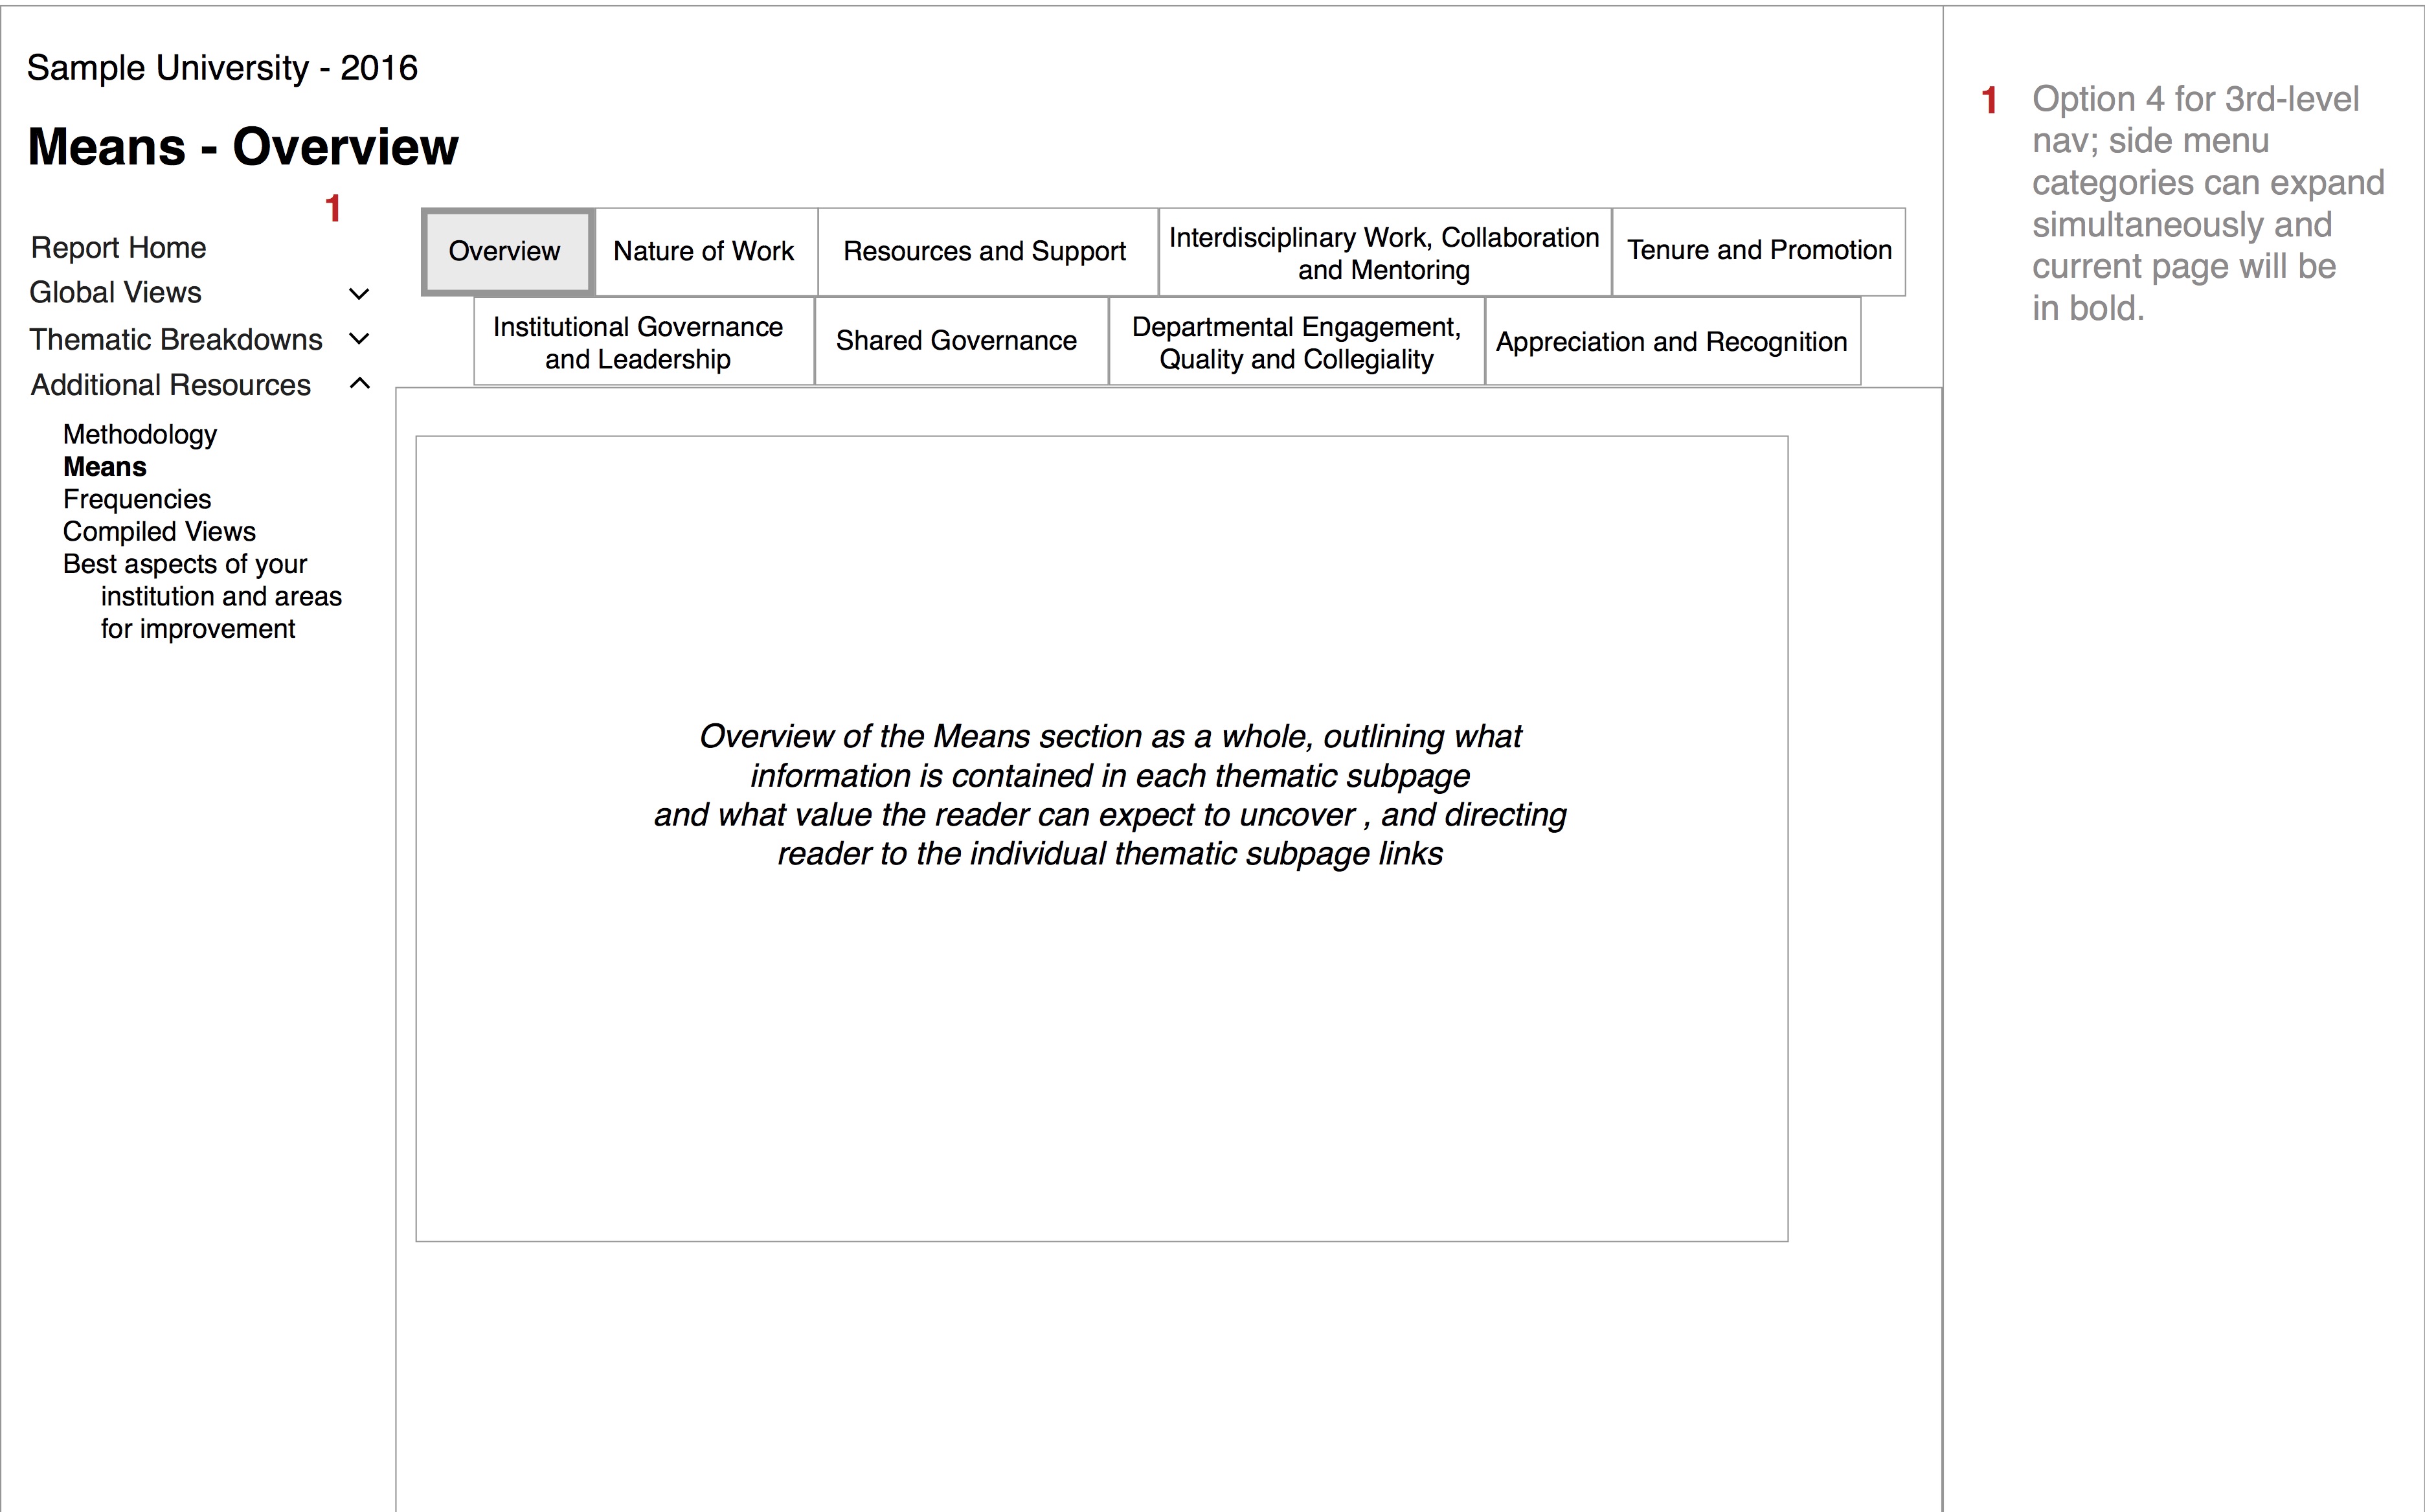 Sample University - 2016
Means - Overview
1
Report Home
Global Views
Thematic Breakdowns
Additional Resources
Methodology
Means
Frequencies
Compiled Views
Best aspects of your
institution and areas
for improvement
Overview
Nature of Work
Resources and Support
Interdisciplinary Work, Collaboration
and Mentoring
Tenure and Promotion
Institutional Governance
and Leadership
Shared Governance
Departmental Engagement,
Quality and Collegiality
Appreciation and Recognition
Overview of the Means section as a whole, outlining what
information is contained in each thematic subpage
and what value the reader can expect to uncover , and directing
reader to the individual thematic subpage links
1 Option 4 for 3rd-level
nav; side menu
categories can expand
simultaneously and
current page will be
in bold.